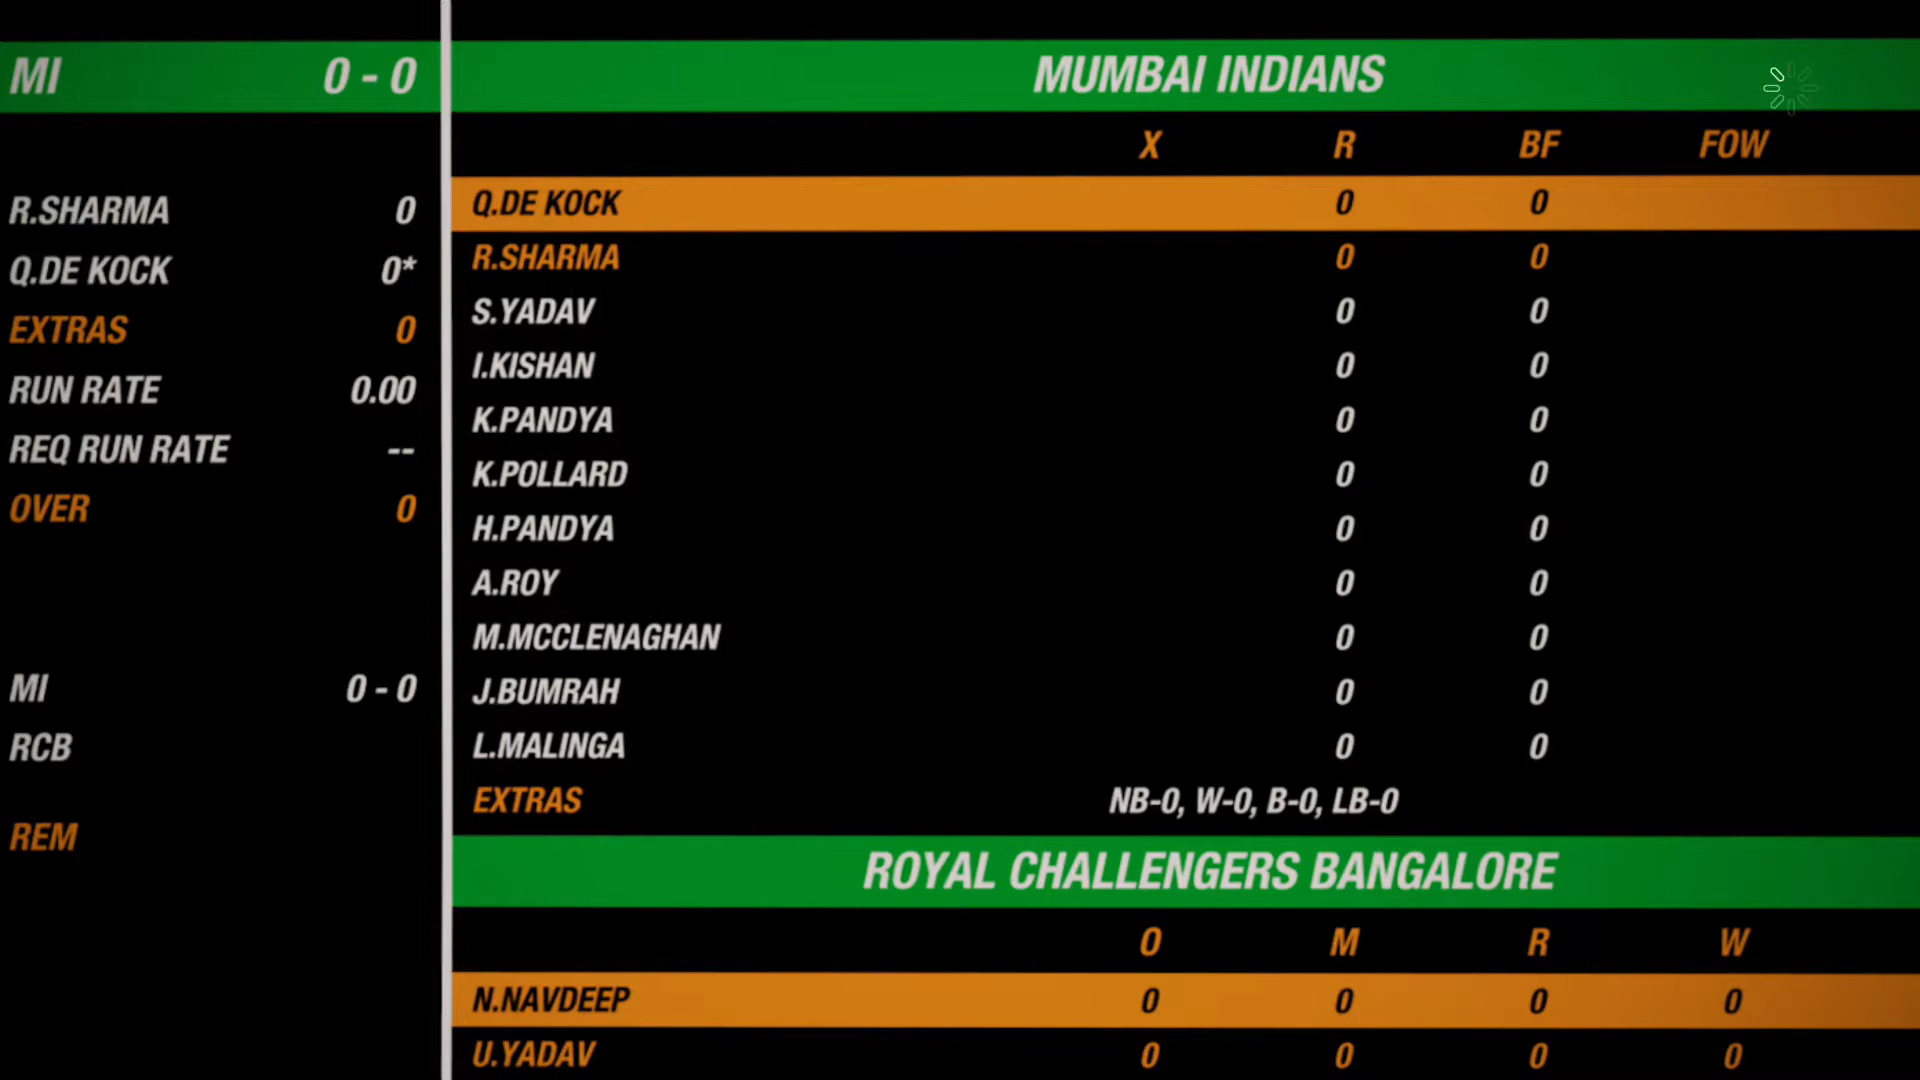 MI 0 - 0
R.SHARMA 0
Q.DE KOCK 0*
EXTRAS 0
RUN RATE 0.00
REQ RUN RATE --
OVER 0
MI 0 - 0
RCB
REM
MUMBAI INDIANS
X R BF FOW
Q.DE KOCK 0 0
R.SHARMA 0 0
S.YADAV 0 0
I.KISHAN 0 0
K.PANDYA 0 0
K.POLLARD 0 0
H.PANDYA 0 0
A.ROY 0 0
M.MCCLENAGHAN 0 0
J.BUMRAH 0 0
L.MALINGA 0 0
EXTRAS NB-0, W-0, B-0, LB-0
ROYAL CHALLENGERS BANGALORE
O M R W
N.NAVDEEP 0 0 0 0
U.YADAV 0 0 0 0